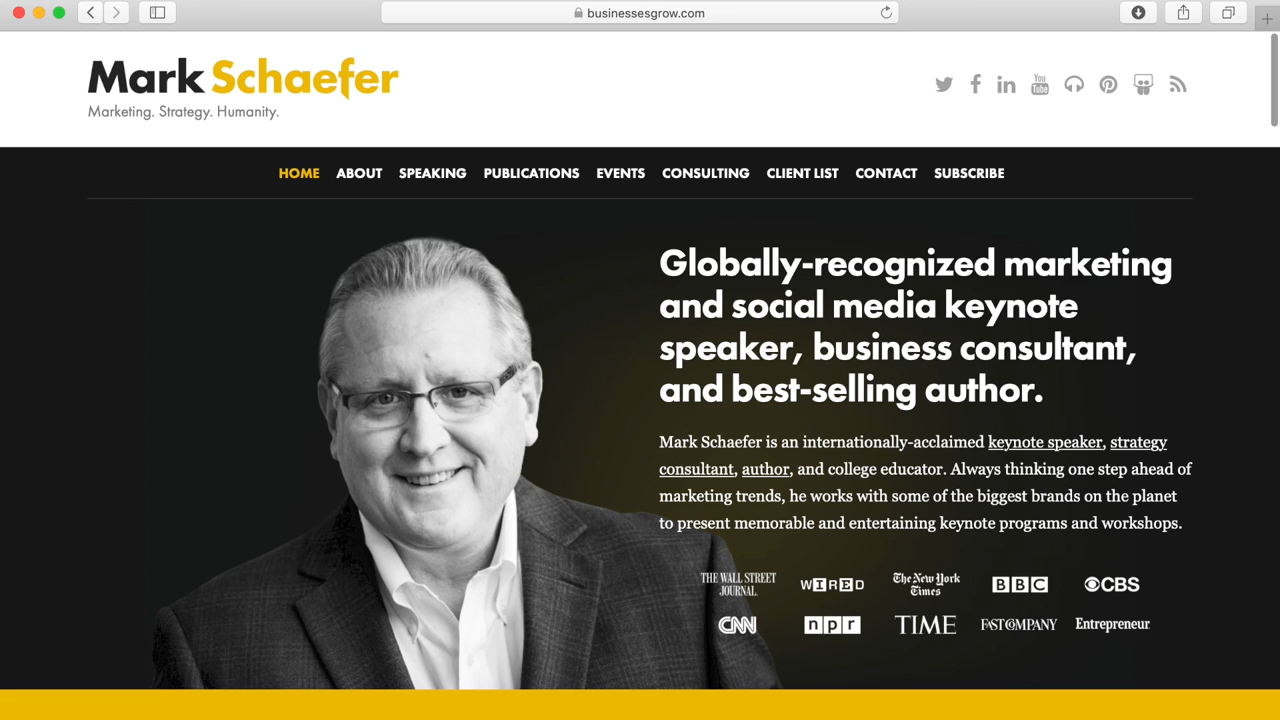 businessesgrow.com
Mark Schaefer
Marketing. Strategy. Humanity.
You
Tube
HOME ABOUT SPEAKING PUBLICATIONS EVENTS CONSULTING CLIENT LIST CONTACT SUBSCRIBE
Globally-recognized marketing
and social media keynote
speaker, business consultant,
and best-selling author.
Mark Schaefer is an internationally-acclaimed keynote speaker, strategy
consultant, author, and college educator. Always thinking one step ahead of
marketing trends, he works with some of the biggest brands on the planet
to present memorable and entertaining keynote programs and workshops.
THE WALL STREET
JOURNAL.
WIRED
The New York
Times
BBC
CBS
CNN
npr
TIME
FAST COMPANY
Entrepreneur